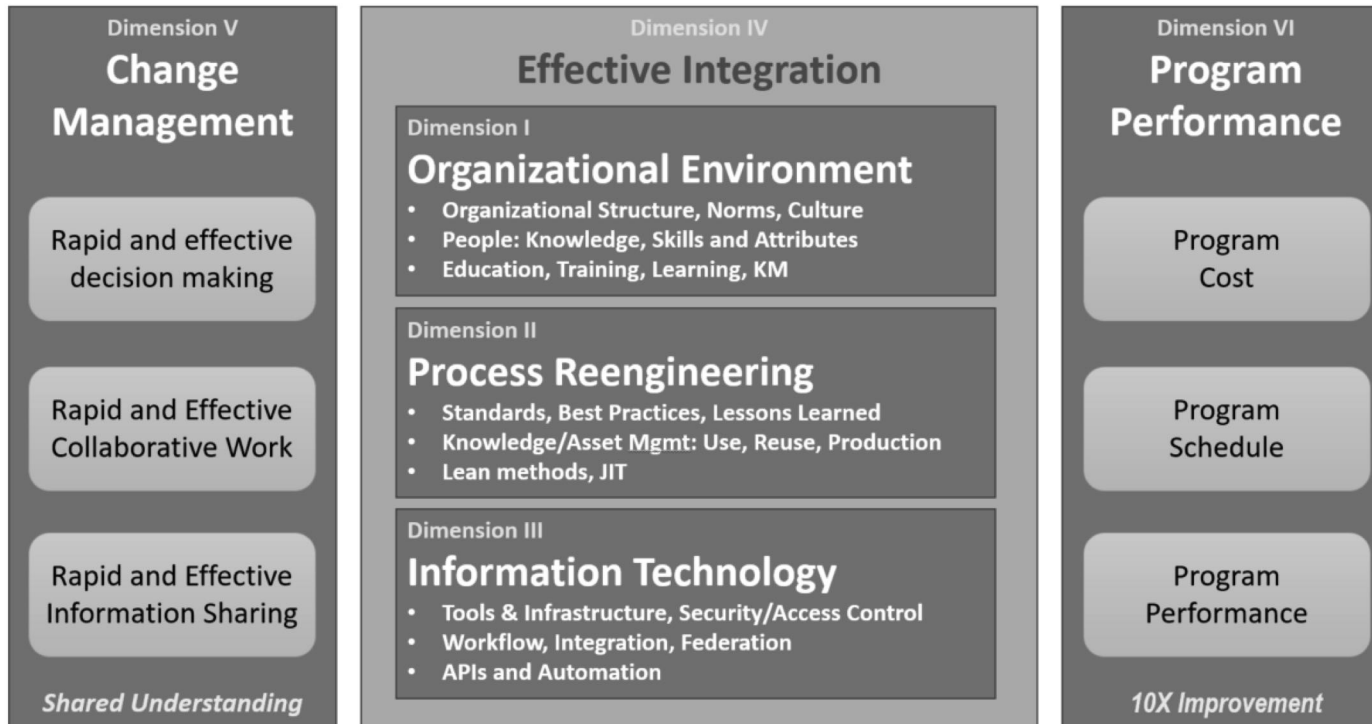 Dimension V
Change
Management
Rapid and effective
decision making
Rapid and Effective
Collaborative Work
Rapid and Effective
Information Sharing
Shared Understanding
Dimension IV
Effective Integration
Dimension I
Organizational Environment
• Organizational Structure, Norms, Culture
• People: Knowledge, Skills and Attributes
• Education, Training, Learning, KM
Dimension II
Process Reengineering
• Standards, Best Practices, Lessons Learned
• Knowledge/Asset Mgmt: Use, Reuse, Production
• Lean methods, JIT
Dimension III
Information Technology
• Tools & Infrastructure, Security/Access Control
• Workflow, Integration, Federation
• APIs and Automation
Dimension VI
Program
Performance
Program
Cost
Program
Schedule
Program
Performance
10X Improvement